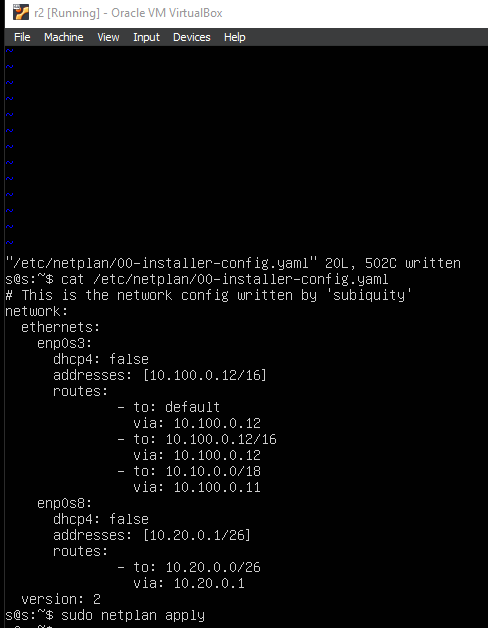 r2 [Running] - Oracle VM VirtualBox
File Machine View Input Devices Help
~
~
~
~
~
~
~
~
~
~
"/etc/netplan/00-installer-config.yaml" 20L, 502C written
s@s:~$ cat /etc/netplan/00-installer-config.yaml
# This is the network config written by 'subiquity'
network:
  ethernets:
    enp0s3:
      dhcp4: false
      addresses: [10.100.0.12/16]
      routes:
             - to: default
               via: 10.100.0.12
             - to: 10.100.0.12/16
               via: 10.100.0.12
             - to: 10.10.0.0/18
               via: 10.100.0.11
    enp0s8:
      dhcp4: false
      addresses: [10.20.0.1/26]
      routes:
             - to: 10.20.0.0/26
               via: 10.20.0.1
  version: 2
s@s:~$ sudo netplan apply